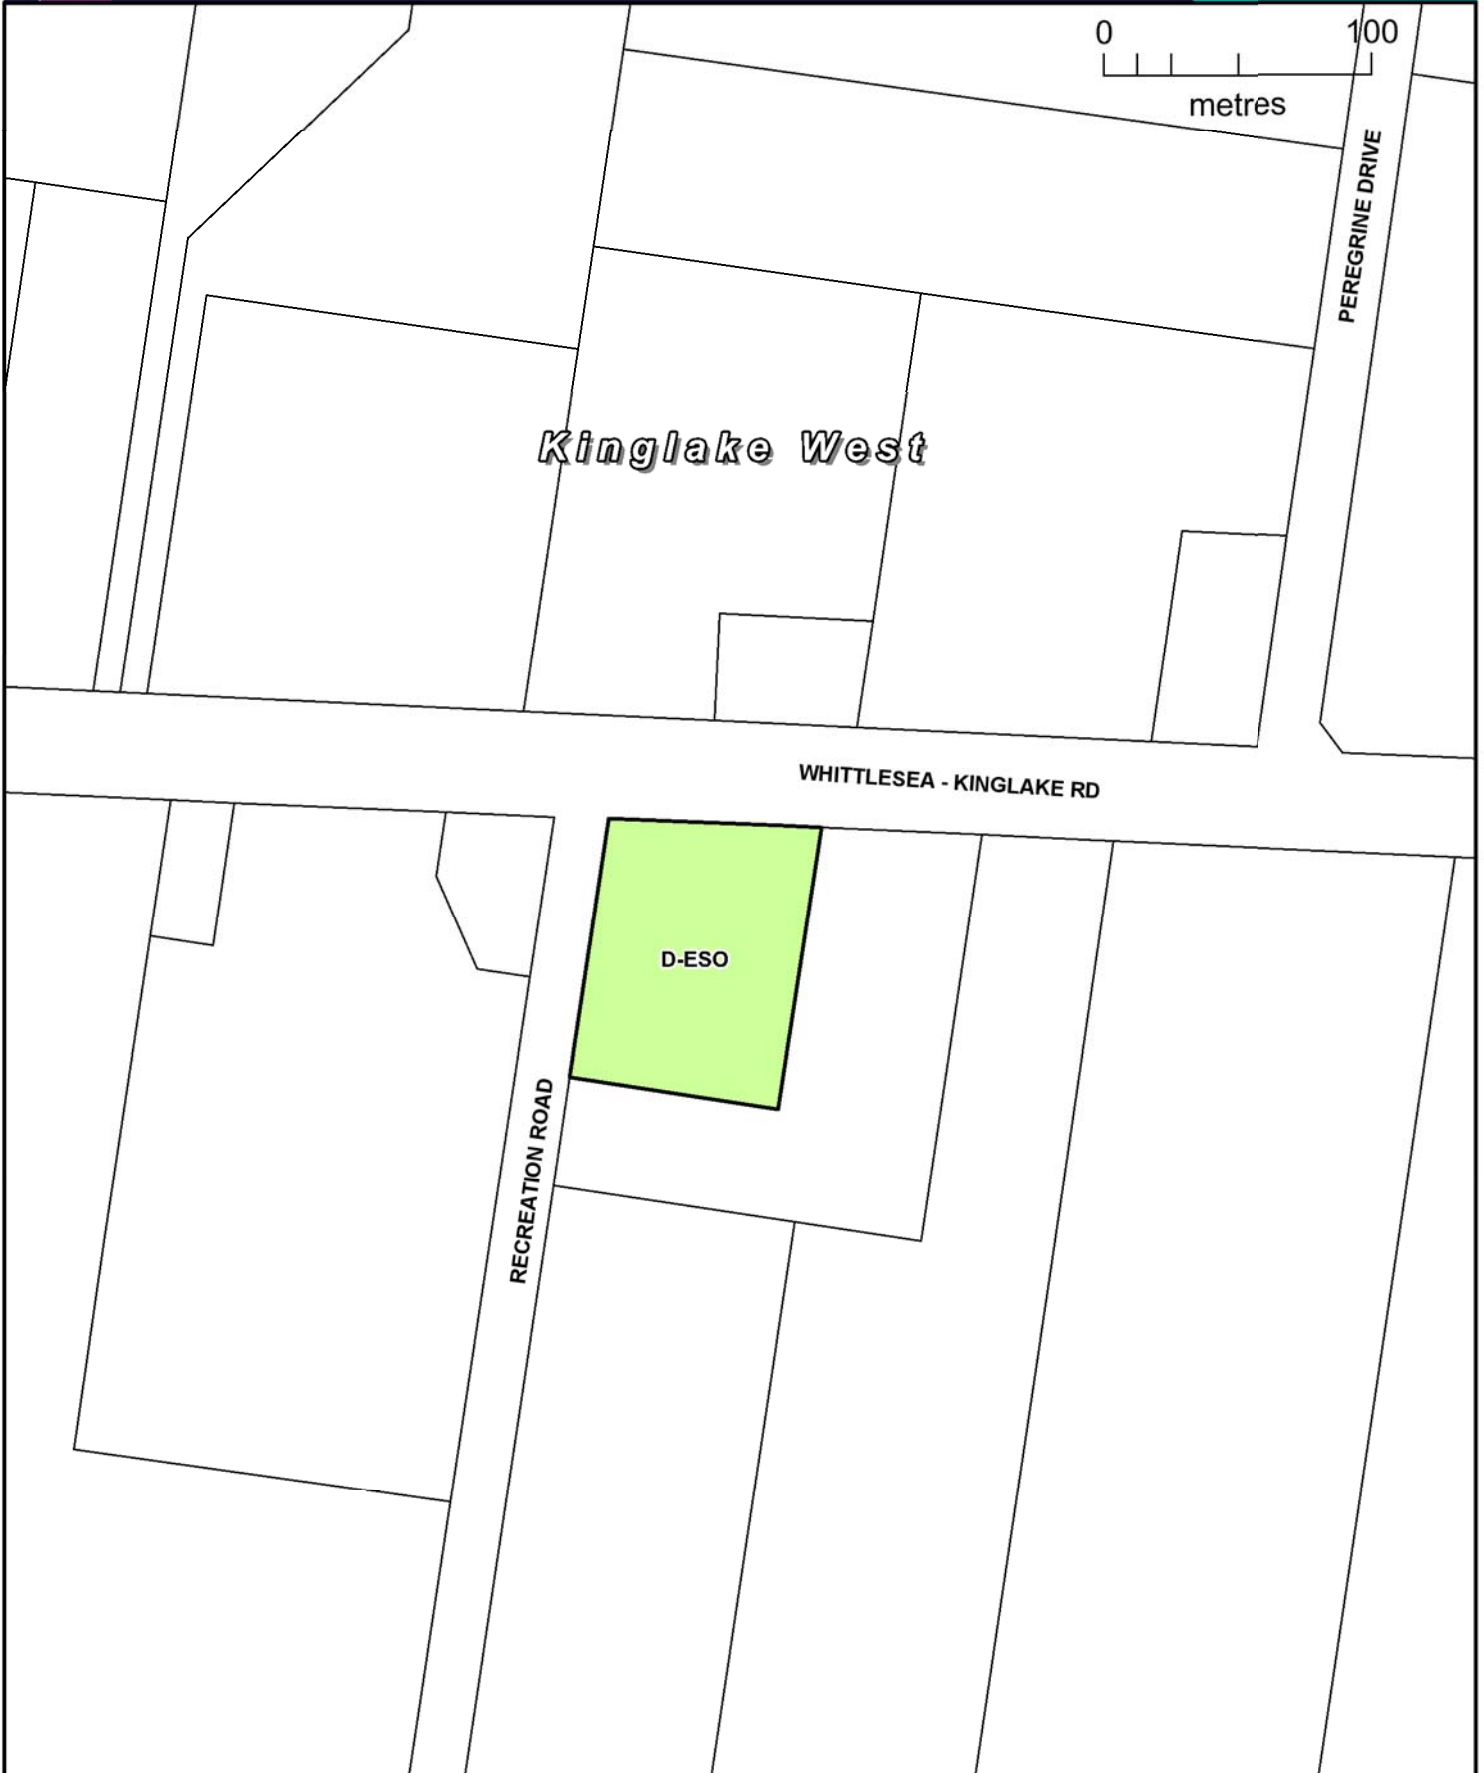 0 100
metres
PEREGRINE DRIVE
Kinglake West
WHITTLESEA - KINGLAKE RD
D-ESO
RECREATION ROAD